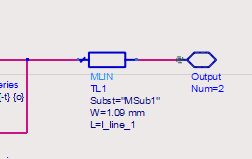 MLIN
TL1
Subst="MSub1"
W=1.09 mm
L=l_line_1
Output
Num=2
eries
{-t} {o}